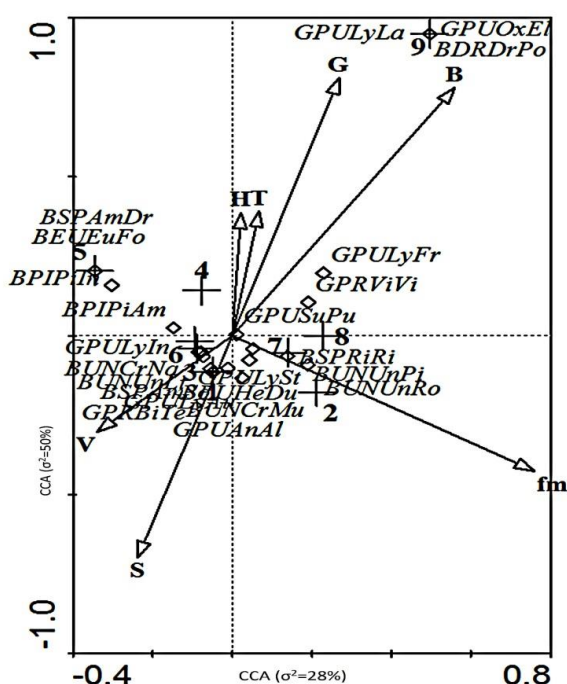 1.0
GPULyLa
GPUOxEl
9
BDRDrPo
G
B
HT
BSPAmDr
BEUEuFo
5
4
GPULyFr
GPRViVi
BPIPiAm
GPUSuPu
GPULyIn
6
7
8
BSPRiRi
BUNCrNa
3
GPULySt
BUNUnPi
BUNUnRo
2
BUNCrMu
GPRBiTe
GPUAnAl
V
fm
S
CCA (σ²=50%)
-1.0
-0.4
CCA (σ²=28%)
0.8